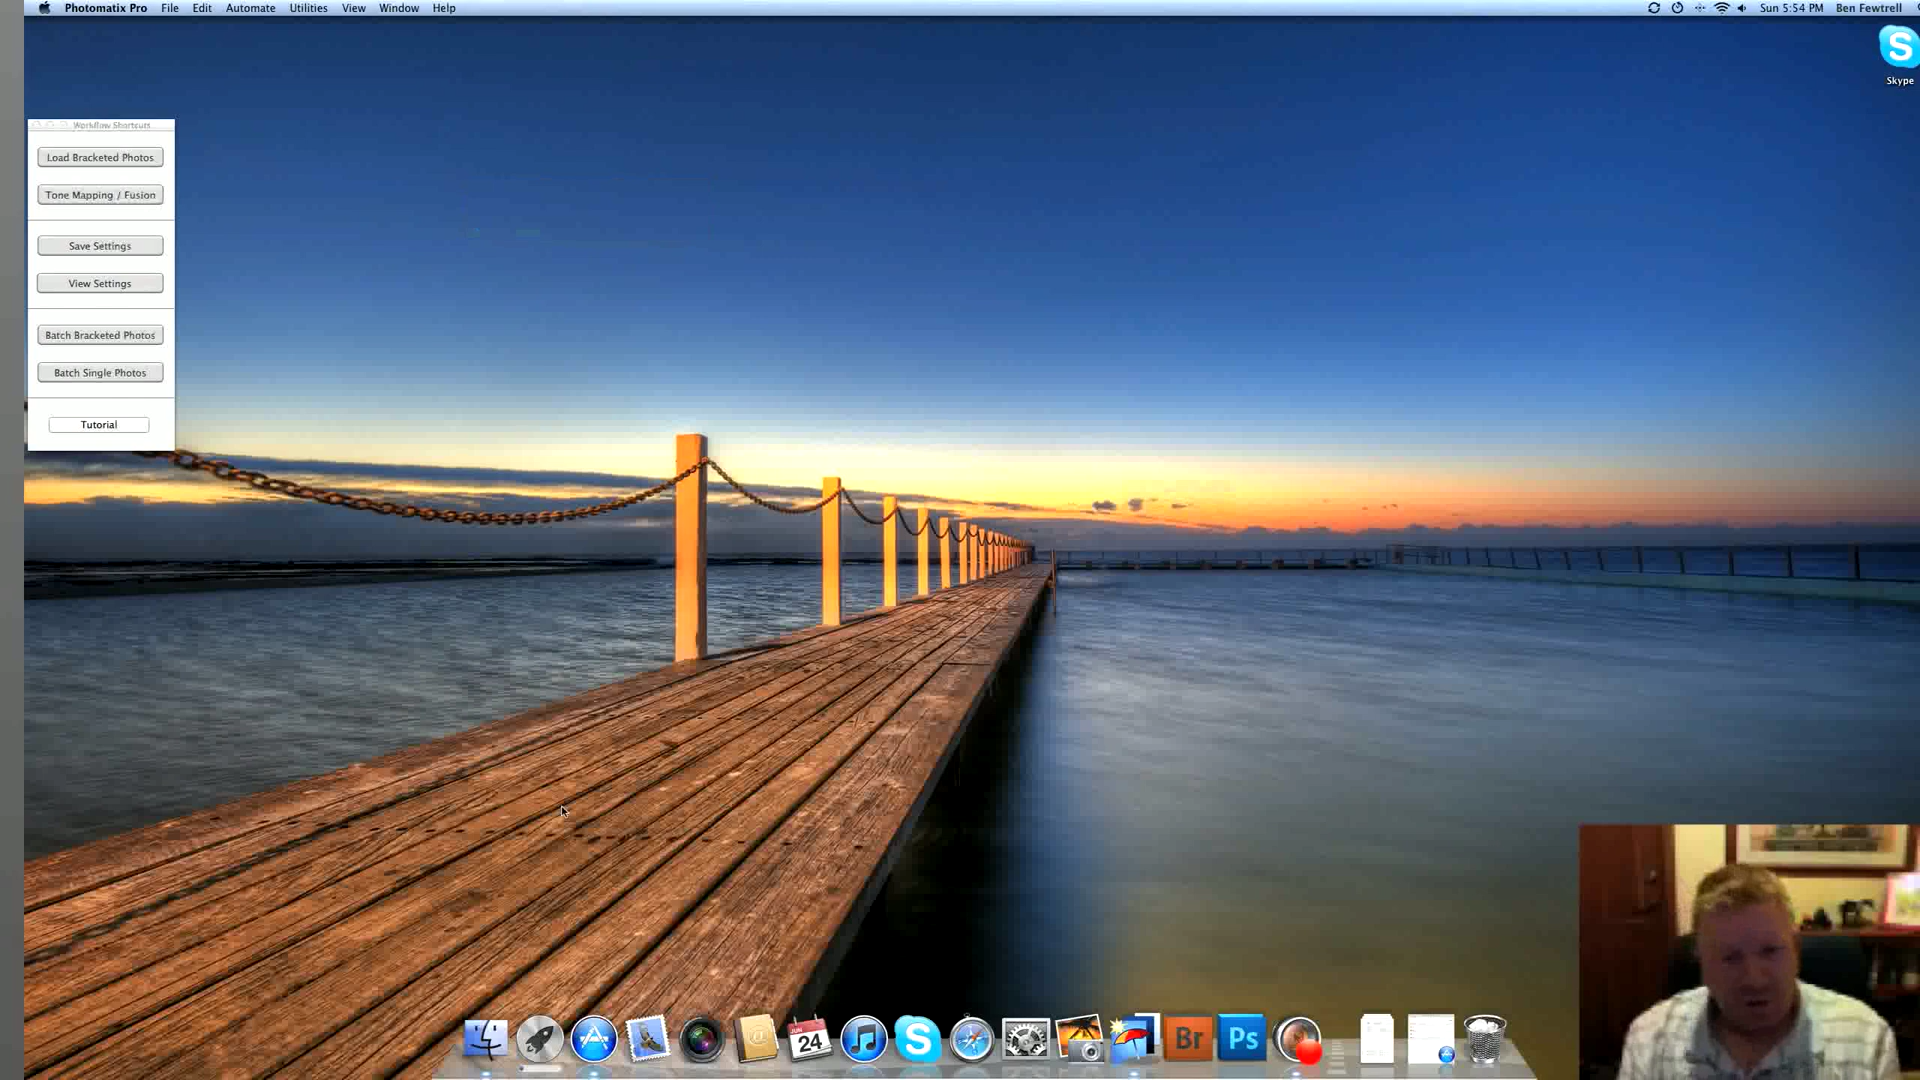 Photomatix Pro File Edit Automate Utilities View Window Help Sun 5:54 PM Ben Fewtrell
Skype
Workflow Shortcuts
Load Bracketed Photos
Tone Mapping / Fusion
Save Settings
View Settings
Batch Bracketed Photos
Batch Single Photos
Tutorial
JUN
24
Br
Ps